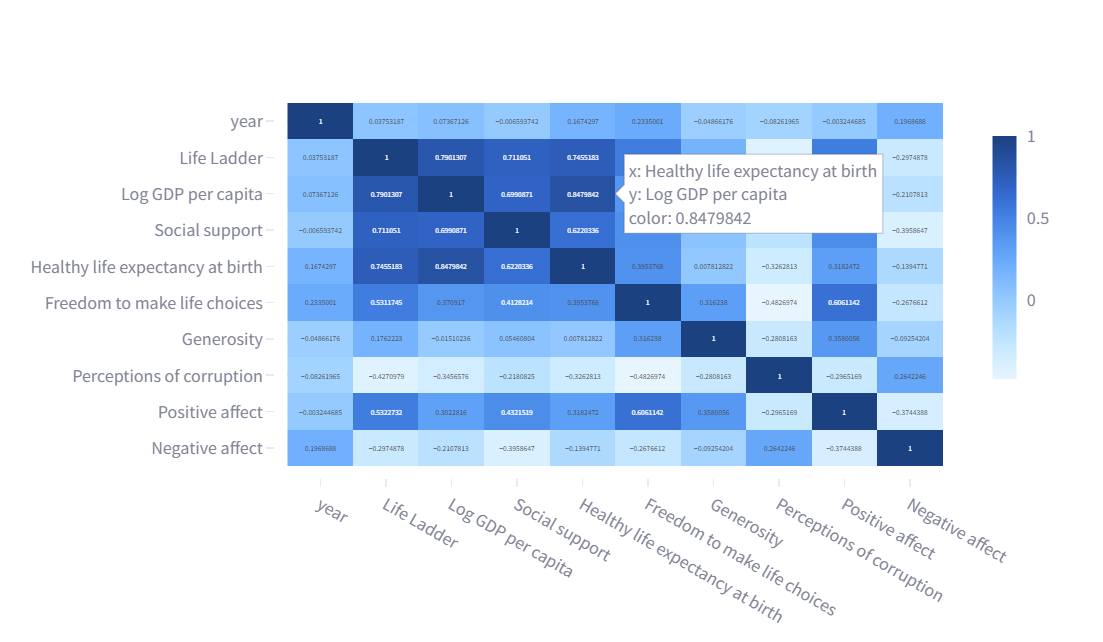 year 1 0.03753187 0.07367126 −0.006593742 0.1674297 0.2335001 −0.04866176 −0.08261965 −0.003244685 0.1968688
1
Life Ladder 0.03753187 1 0.7901307 0.711051 0.7455183 −0.2974878
x: Healthy life expectancy at birth
Log GDP per capita 0.07367126 0.7901307 1 0.6990871 0.8479842 y: Log GDP per capita −0.2107813
color: 0.8479842
0.5
Social support −0.006593742 0.711051 0.6990871 1 0.6220336 −0.3958647
Healthy life expectancy at birth 0.1674297 0.7455183 0.8479842 0.6220336 1 0.3953768 0.007812822 −0.3262813 0.3182472 −0.1394771
0
Freedom to make life choices 0.2335001 0.5311745 0.370917 0.4128214 0.3953768 1 0.316238 −0.4826974 0.6061142 −0.2676612
Generosity −0.04866176 0.1762223 −0.01510236 0.05460804 0.007812822 0.316238 1 −0.2808163 0.3580056 −0.09254204
Perceptions of corruption −0.08261965 −0.4270979 −0.3456576 −0.2180825 −0.3262813 −0.4826974 −0.2808163 1 −0.2965169 0.2642246
Positive affect −0.003244685 0.5322732 0.3022816 0.4321519 0.3182472 0.6061142 0.3580056 −0.2965169 1 −0.3744388
Negative affect 0.1968688 −0.2974878 −0.2107813 −0.3958647 −0.1394771 −0.2676612 −0.09254204 0.2642246 −0.3744388 1
year
Life Ladder
Log GDP per capita
Social support
Healthy life expectancy at birth
Freedom to make life choices
Generosity
Perceptions of corruption
Positive affect
Negative affect